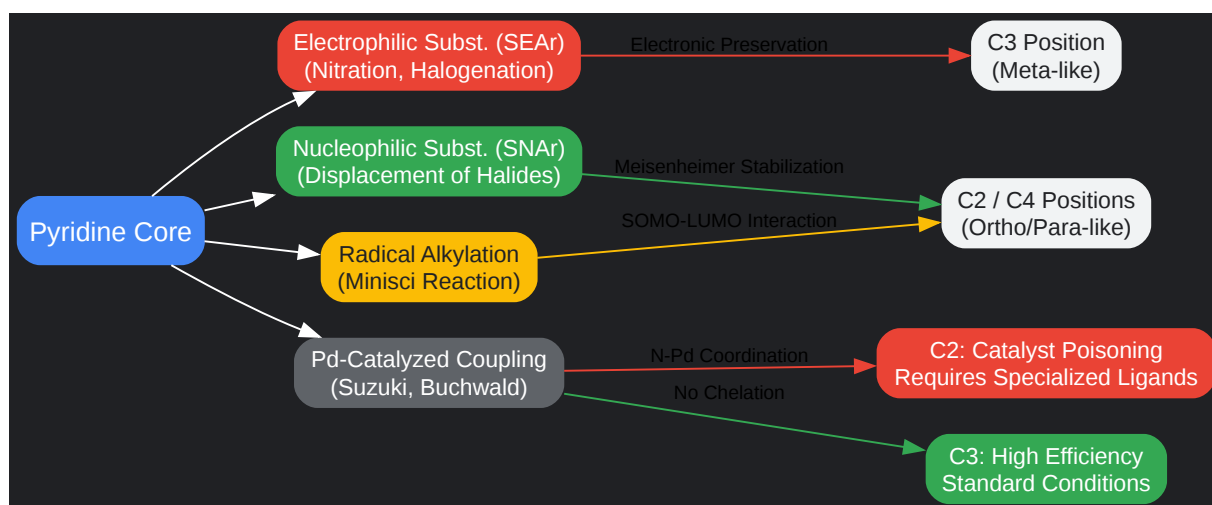 Pyridine Core
Electrophilic Subst. (SEAr)
(Nitration, Halogenation)
Electronic Preservation
C3 Position
(Meta-like)
Nucleophilic Subst. (SNAr)
(Displacement of Halides)
Meisenheimer Stabilization
C2 / C4 Positions
(Ortho/Para-like)
SOMO-LUMO Interaction
Radical Alkylation
(Minisci Reaction)
Pd-Catalyzed Coupling
(Suzuki, Buchwald)
N-Pd Coordination
C2: Catalyst Poisoning
Requires Specialized Ligands
No Chelation
C3: High Efficiency
Standard Conditions